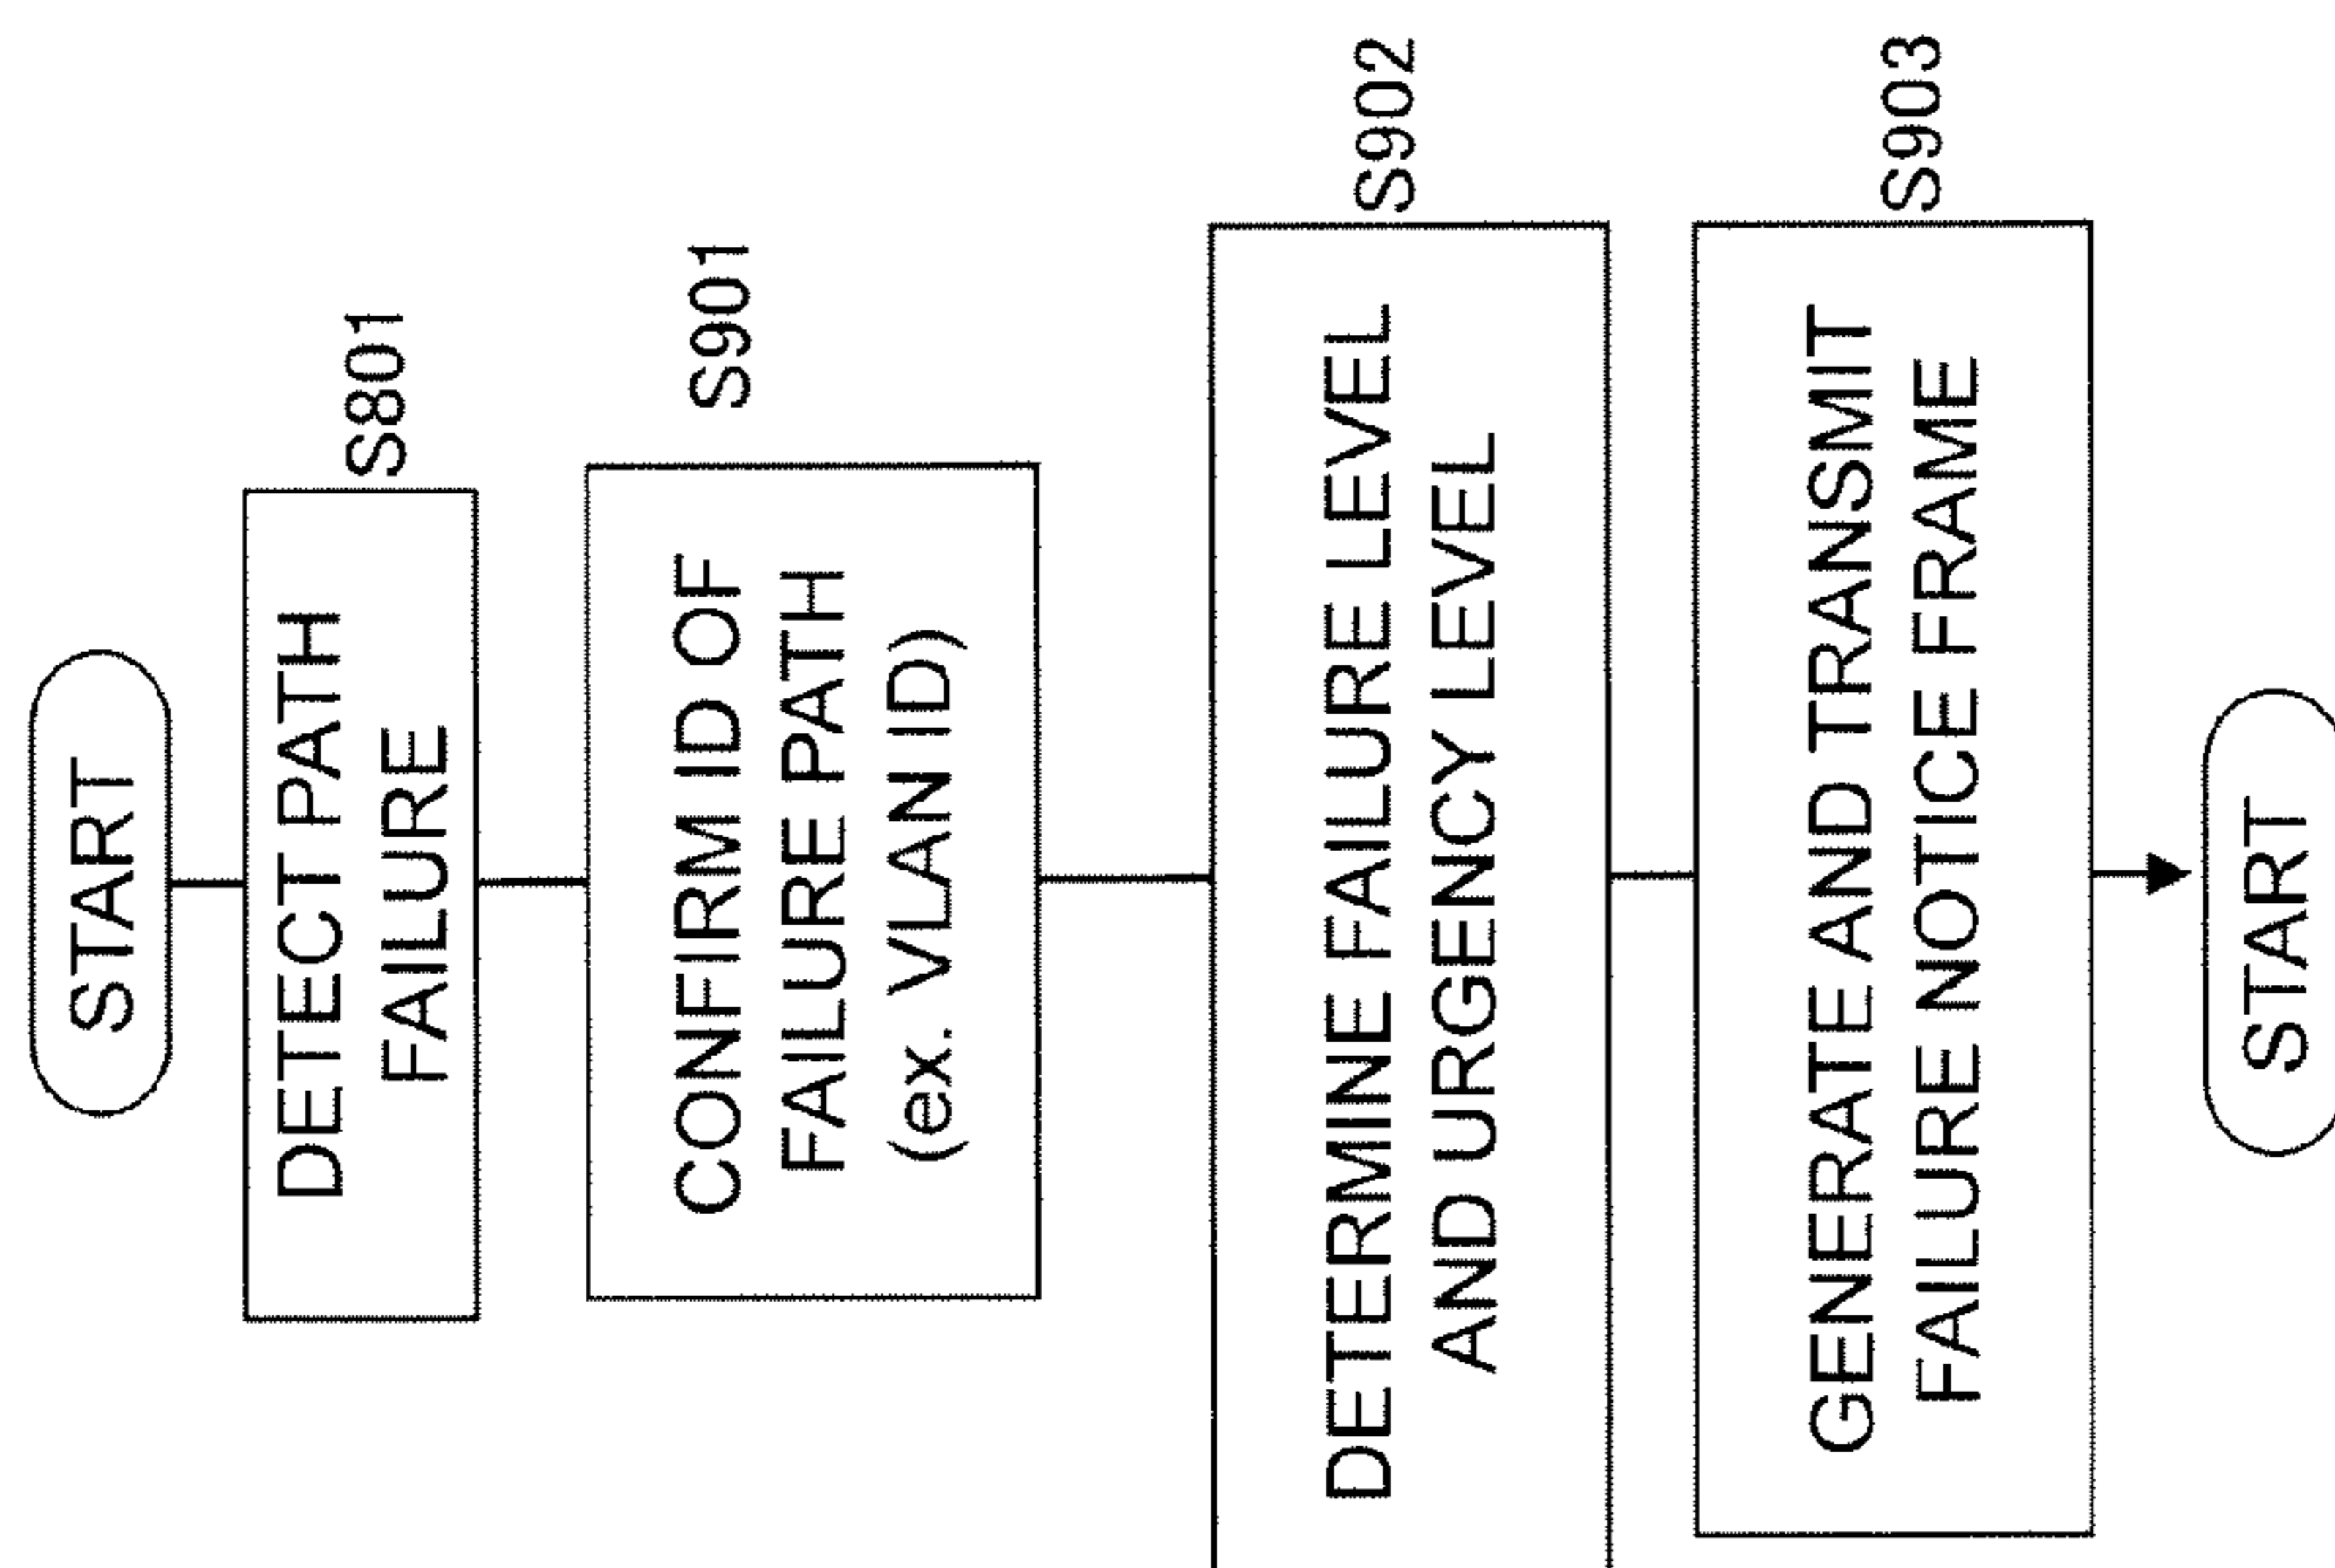 START
DETECT PATH
FAILURE
S801
CONFIRM ID OF
FAILURE PATH
(ex. VLAN ID)
S901
DETERMINE FAILURE LEVEL
AND URGENCY LEVEL
S902
GENERATE AND TRANSMIT
FAILURE NOTICE FRAME
S903
START